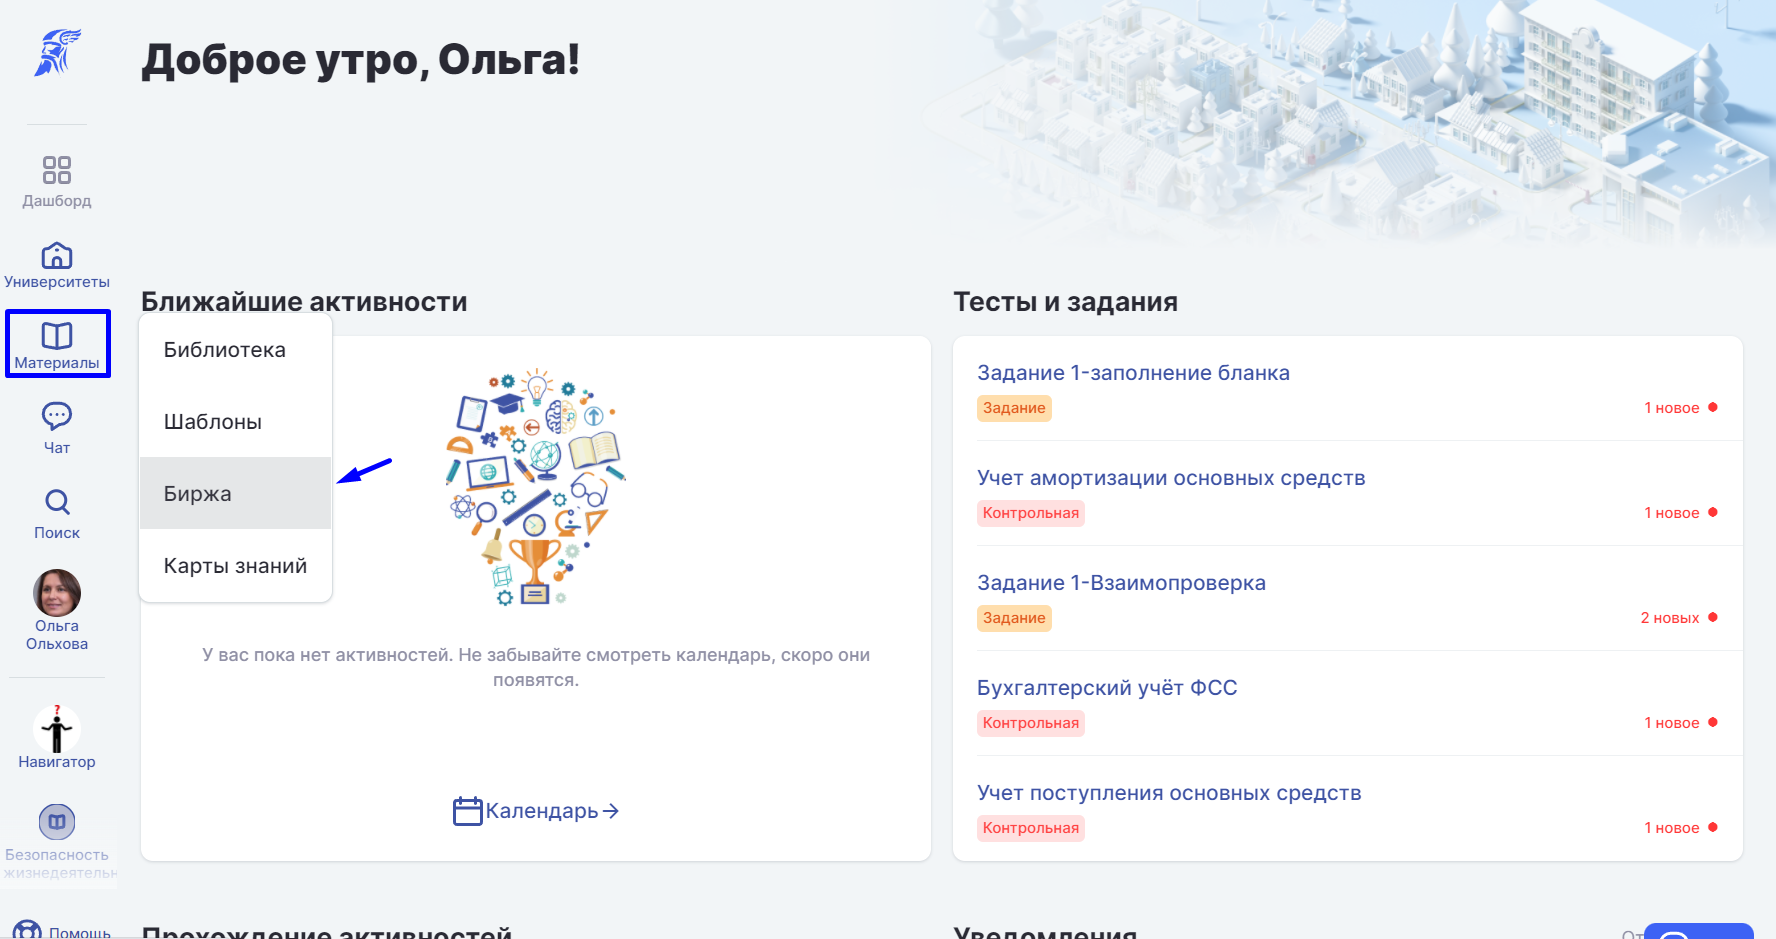 Доброе утро, Ольга!
Дашборд
Университеты
Материалы
Чат
Поиск
Ольга
Ольхова
?
Навигатор
Безопасность
жизнедеятельн
Помощь
Ближайшие активности
Библиотека
Шаблоны
Биржа
Карты знаний
У вас пока нет активностей. Не забывайте смотреть календарь, скоро они
появятся.
Календарь
Тесты и задания
Задание 1-заполнение бланка
Задание
1 новое
Учет амортизации основных средств
Контрольная
1 новое
Задание 1-Взаимопроверка
Задание
2 новых
Бухгалтерский учёт ФСС
Контрольная
1 новое
Учет поступления основных средств
Контрольная
1 новое
Прохождение активностей
Уведомления